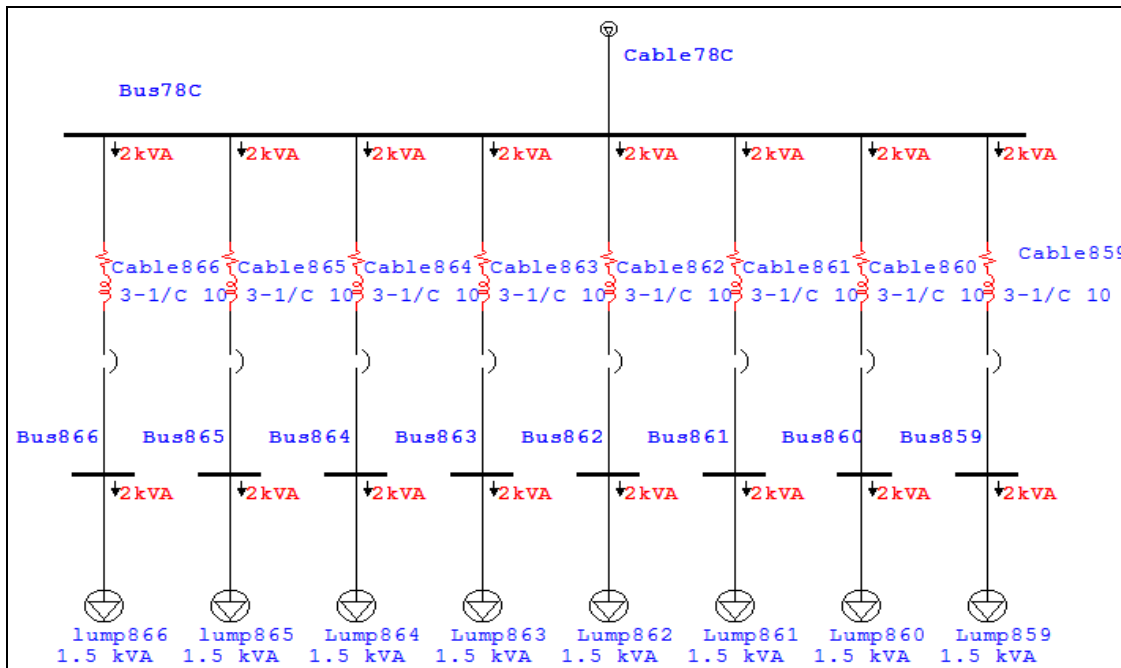 Cable78C
Bus78C
2kVA 2kVA 2kVA 2kVA 2kVA 2kVA 2kVA 2kVA
Cable866 Cable865 Cable864 Cable863 Cable862 Cable861 Cable860 Cable859
3-1/C 10 3-1/C 10 3-1/C 10 3-1/C 10 3-1/C 10 3-1/C 10 3-1/C 10 3-1/C 10
Bus866 Bus865 Bus864 Bus863 Bus862 Bus861 Bus860 Bus859
2kVA 2kVA 2kVA 2kVA 2kVA 2kVA 2kVA 2kVA
lump866 lump865 Lump864 Lump863 Lump862 Lump861 Lump860 Lump859
1.5 kVA 1.5 kVA 1.5 kVA 1.5 kVA 1.5 kVA 1.5 kVA 1.5 kVA 1.5 kVA